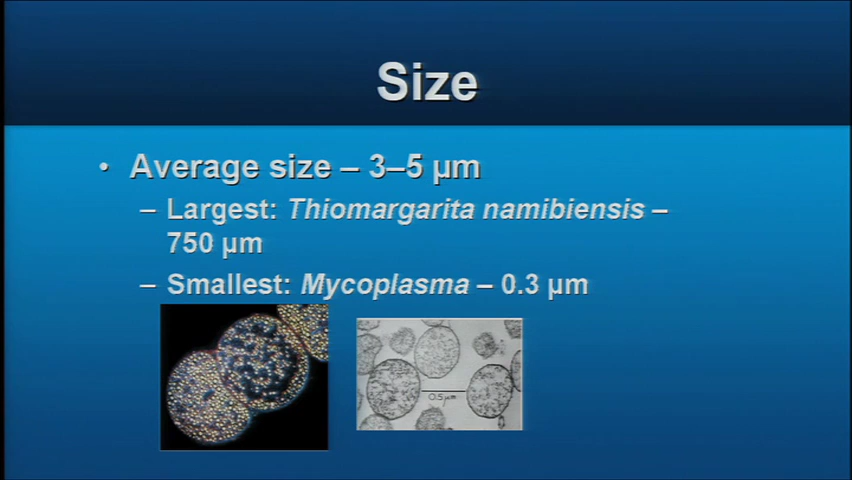 Size
• Average size – 3–5 µm
– Largest: Thiomargarita namibiensis –
750 µm
– Smallest: Mycoplasma – 0.3 µm
0.5 µm